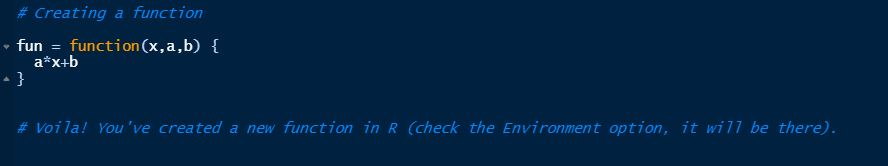 # Creating a function
fun = function(x,a,b) {
a*x+b
}
# Voila! You've created a new function in R (check the Environment option, it will be there).